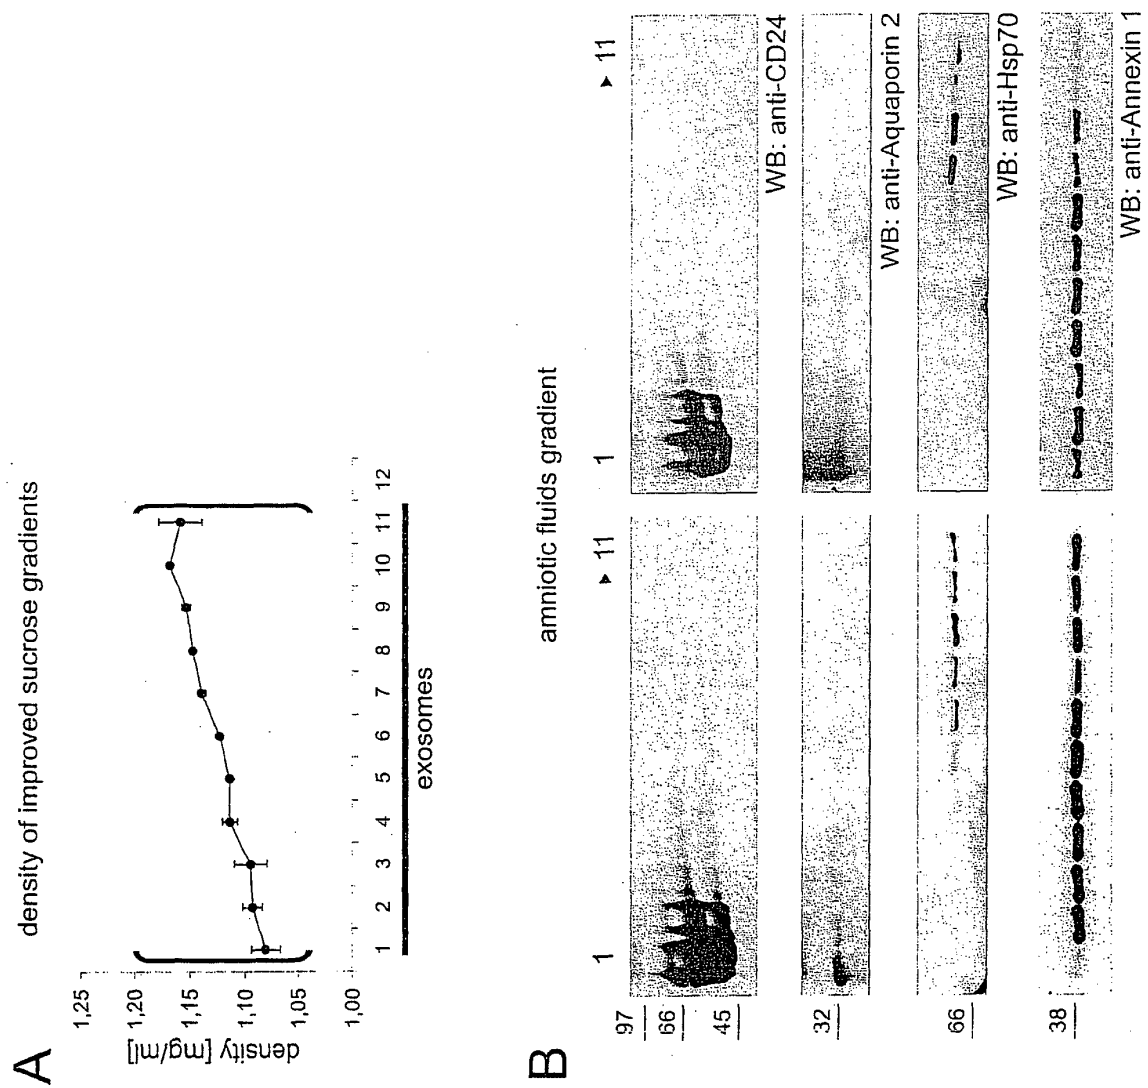 A
density of improved sucrose gradients
density [mg/ml]
1,25
1,20
1,15
1,10
1,05
1,00
1 2 3 4 5 6 7 8 9 10 11 12
exosomes
B
amniotic fluids gradient
1 ► 11
1 ► 11
97
66
45
WB: anti-CD24
32
WB: anti-Aquaporin 2
66
WB: anti-Hsp70
38
WB: anti-Annexin 1